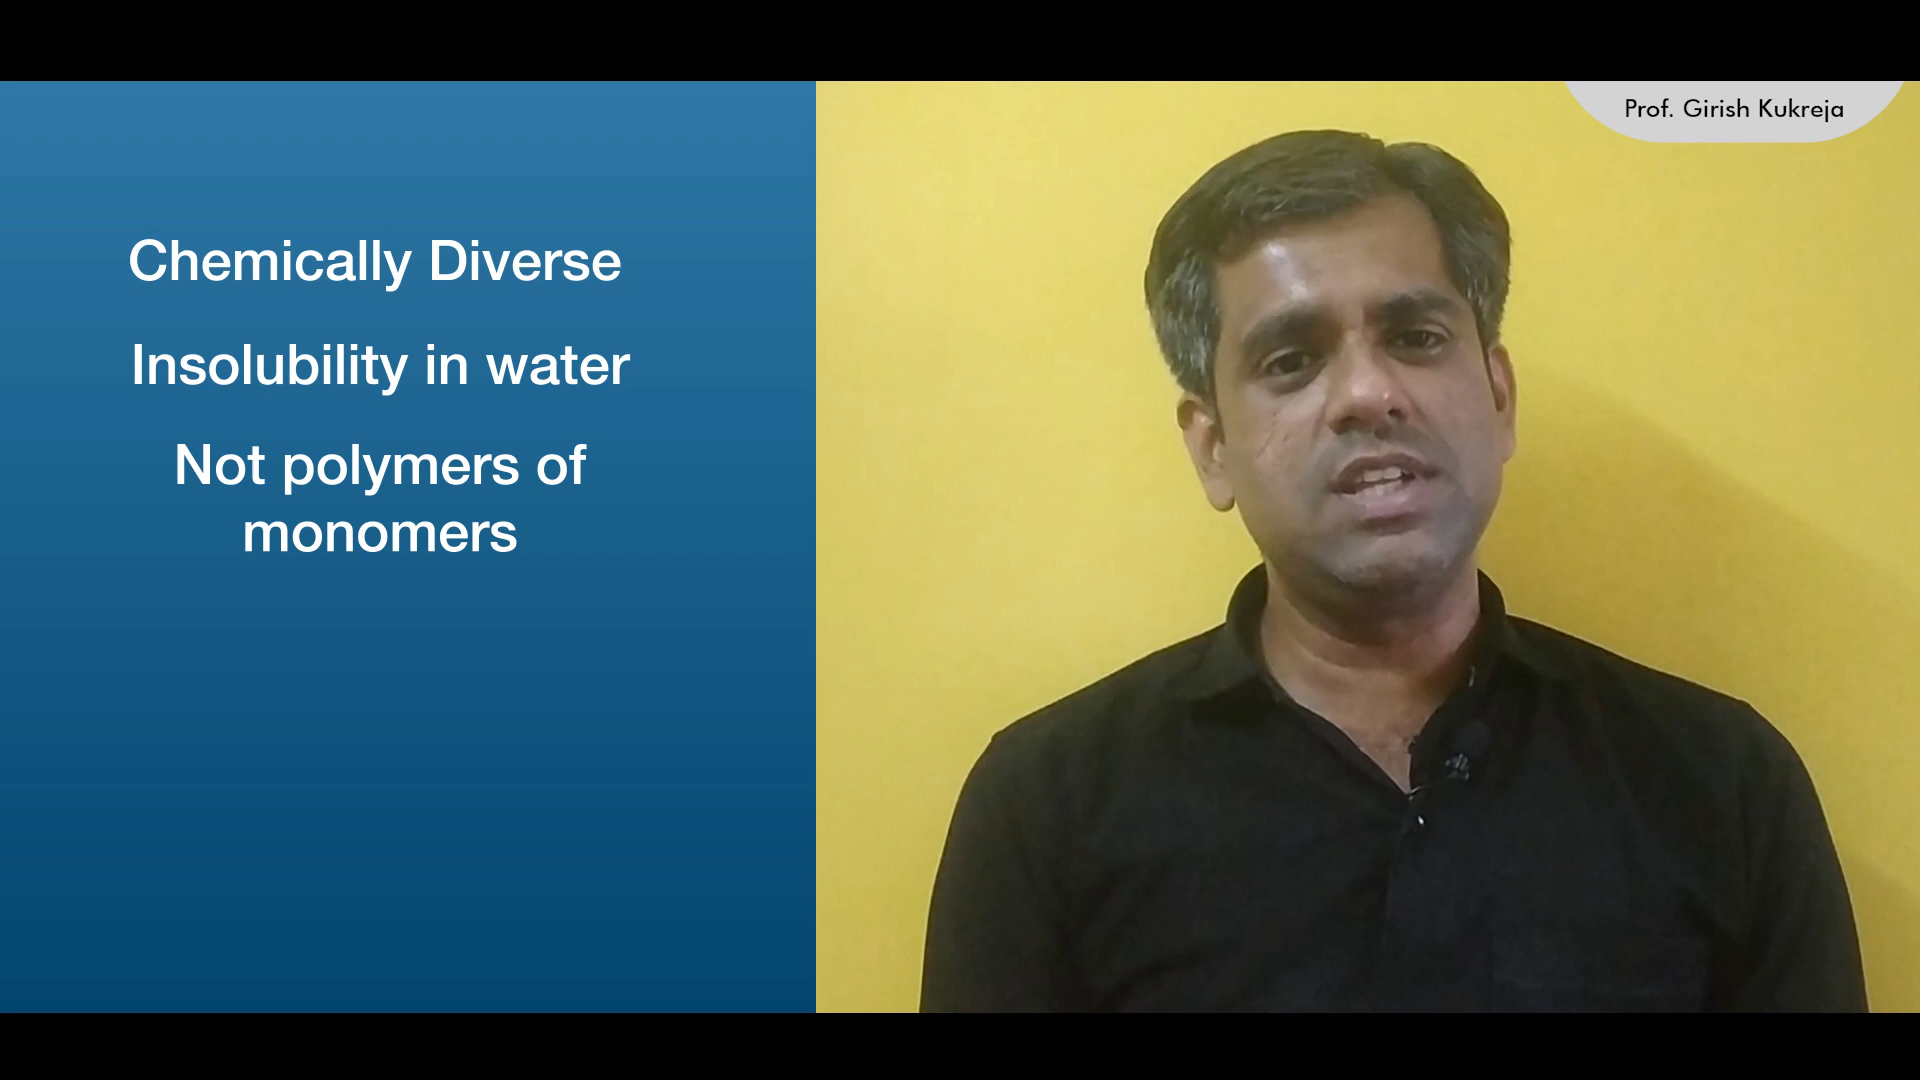 Prof. Girish Kukreja
Chemically Diverse
Insolubility in water
Not polymers of
monomers